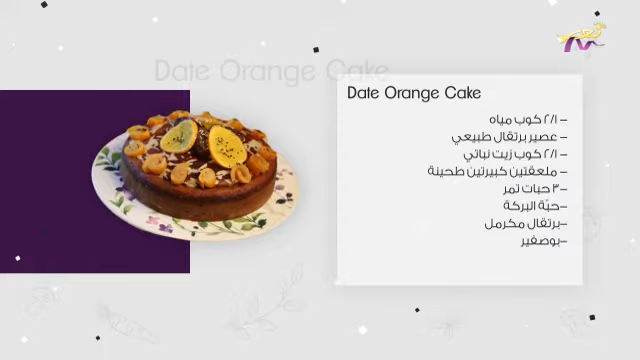 Date Orange Cake
Date Orange Cake
– ٢/١ كوب مياه
– عصير برتقال طبيعي
– ٢/١ كوب زيت نباتي
– ملعقتين كبيرتين طحينة
–٣ حبات تمر
–حبّة البركة
–برتقال مكرمل
–بوصفير